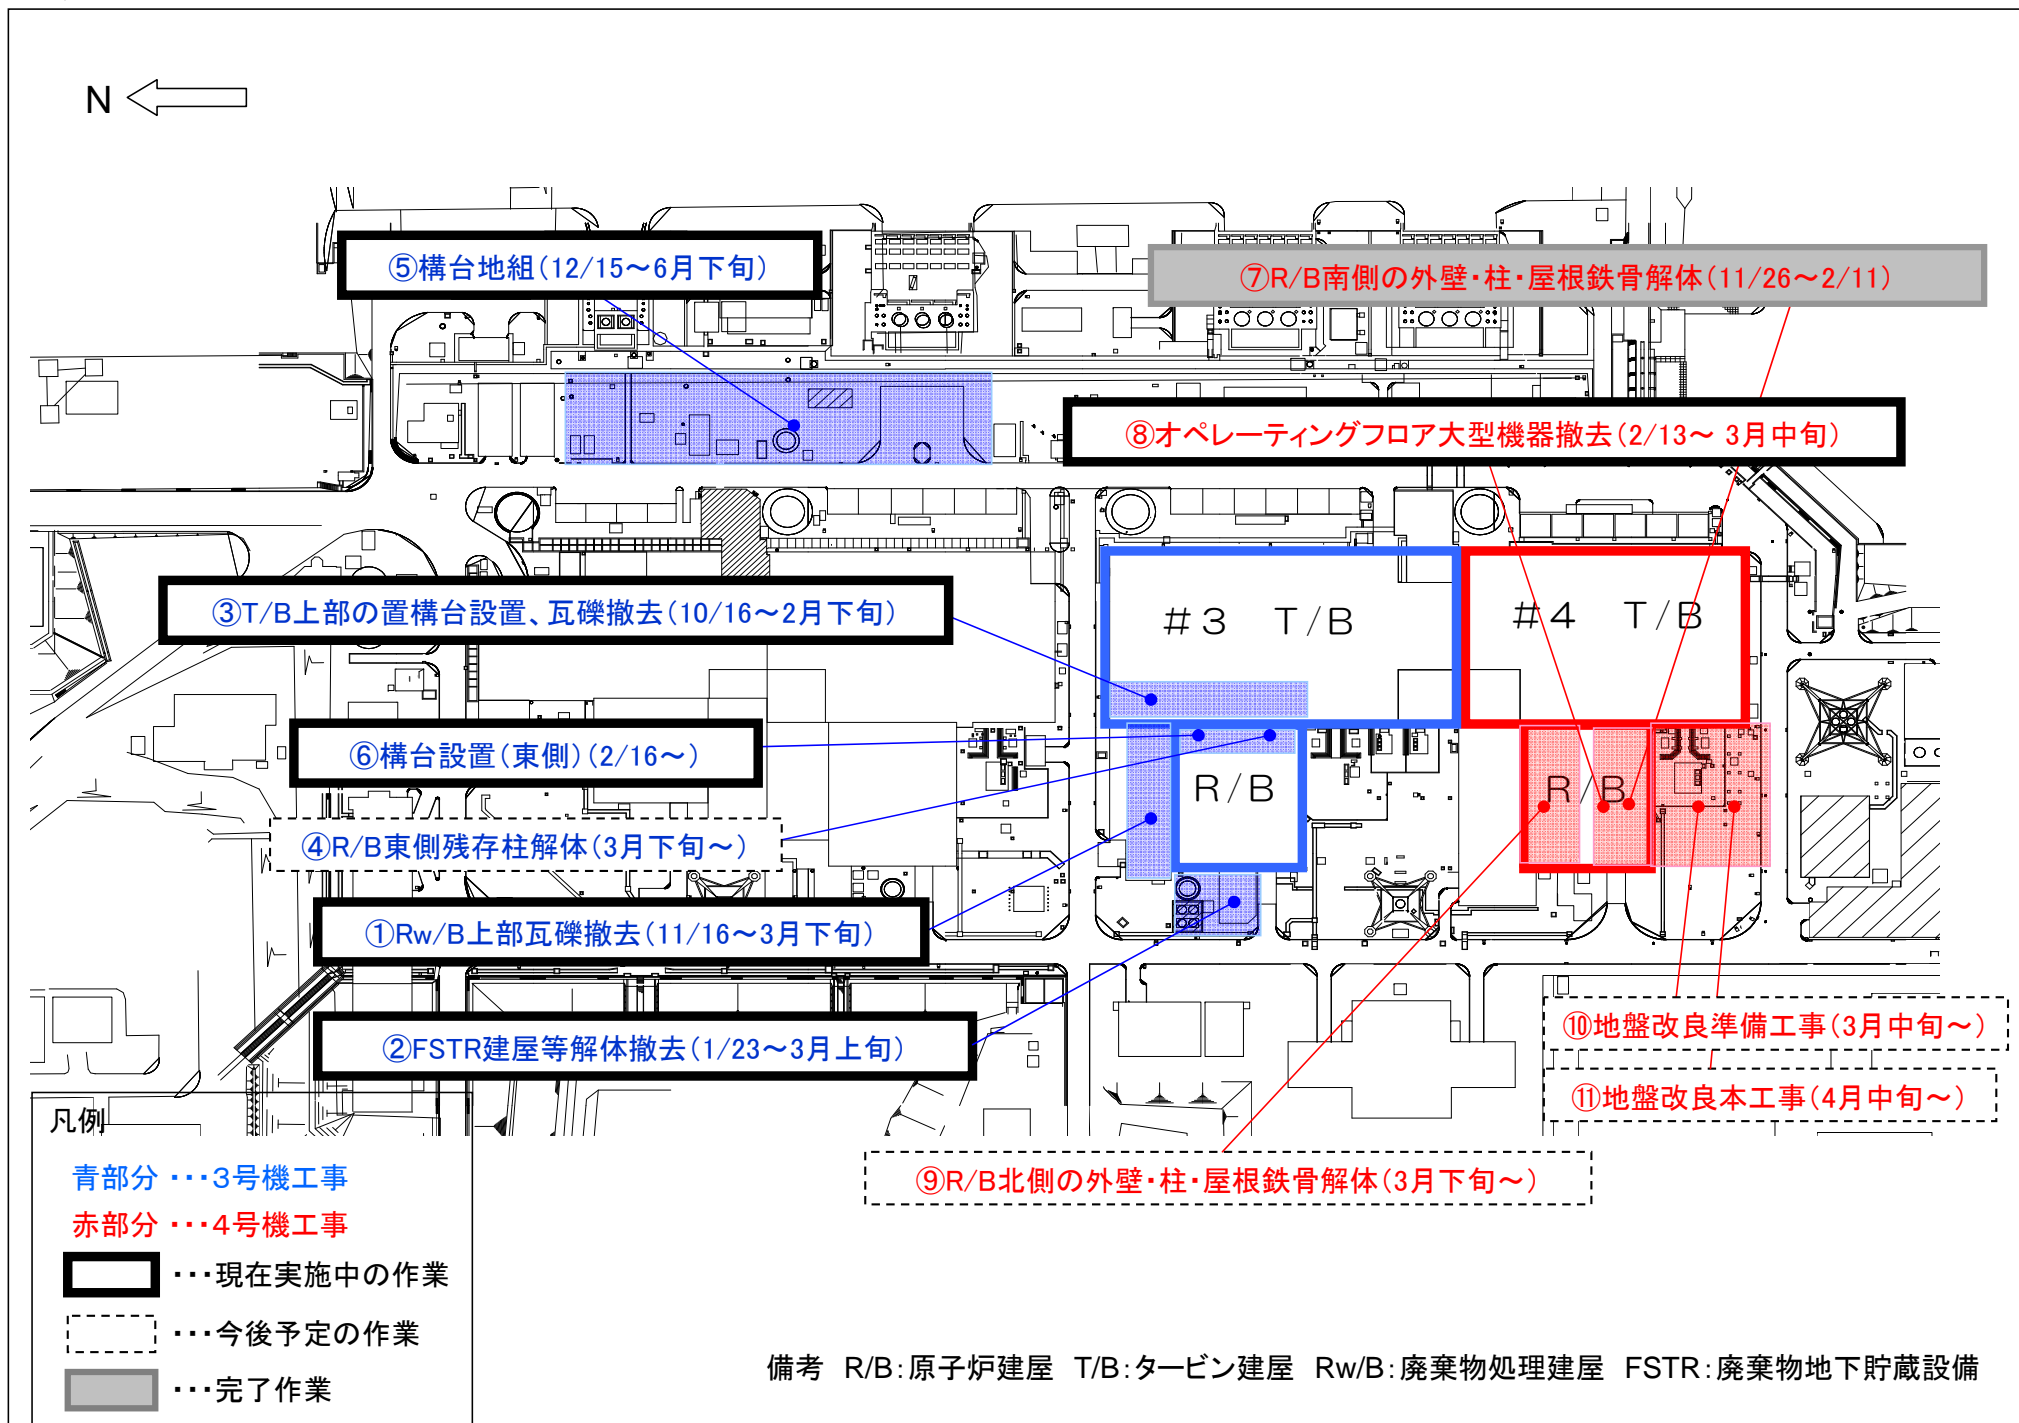 N
⑤構台地組(12/15～6月下旬)
⑦R/B南側の外壁・柱・屋根鉄骨解体(11/26～2/11)
⑧オペレーティングフロア大型機器撤去(2/13～ 3月中旬)
③T/B上部の置構台設置、瓦礫撤去(10/16～2月下旬)
#3 T/B
#4 T/B
⑥構台設置(東側)(2/16～)
R/B
R/B
④R/B東側残存柱解体(3月下旬～)
①Rw/B上部瓦礫撤去(11/16～3月下旬)
②FSTR建屋等解体撤去(1/23～3月上旬)
⑩地盤改良準備工事(3月中旬～)
⑪地盤改良本工事(4月中旬～)
⑨R/B北側の外壁・柱・屋根鉄骨解体(3月下旬～)
凡例
青部分 ・・・3号機工事
赤部分 ・・・4号機工事
・・・現在実施中の作業
・・・今後予定の作業
・・・完了作業
備考 R/B:原子炉建屋 T/B:タービン建屋 Rw/B:廃棄物処理建屋 FSTR:廃棄物地下貯蔵設備